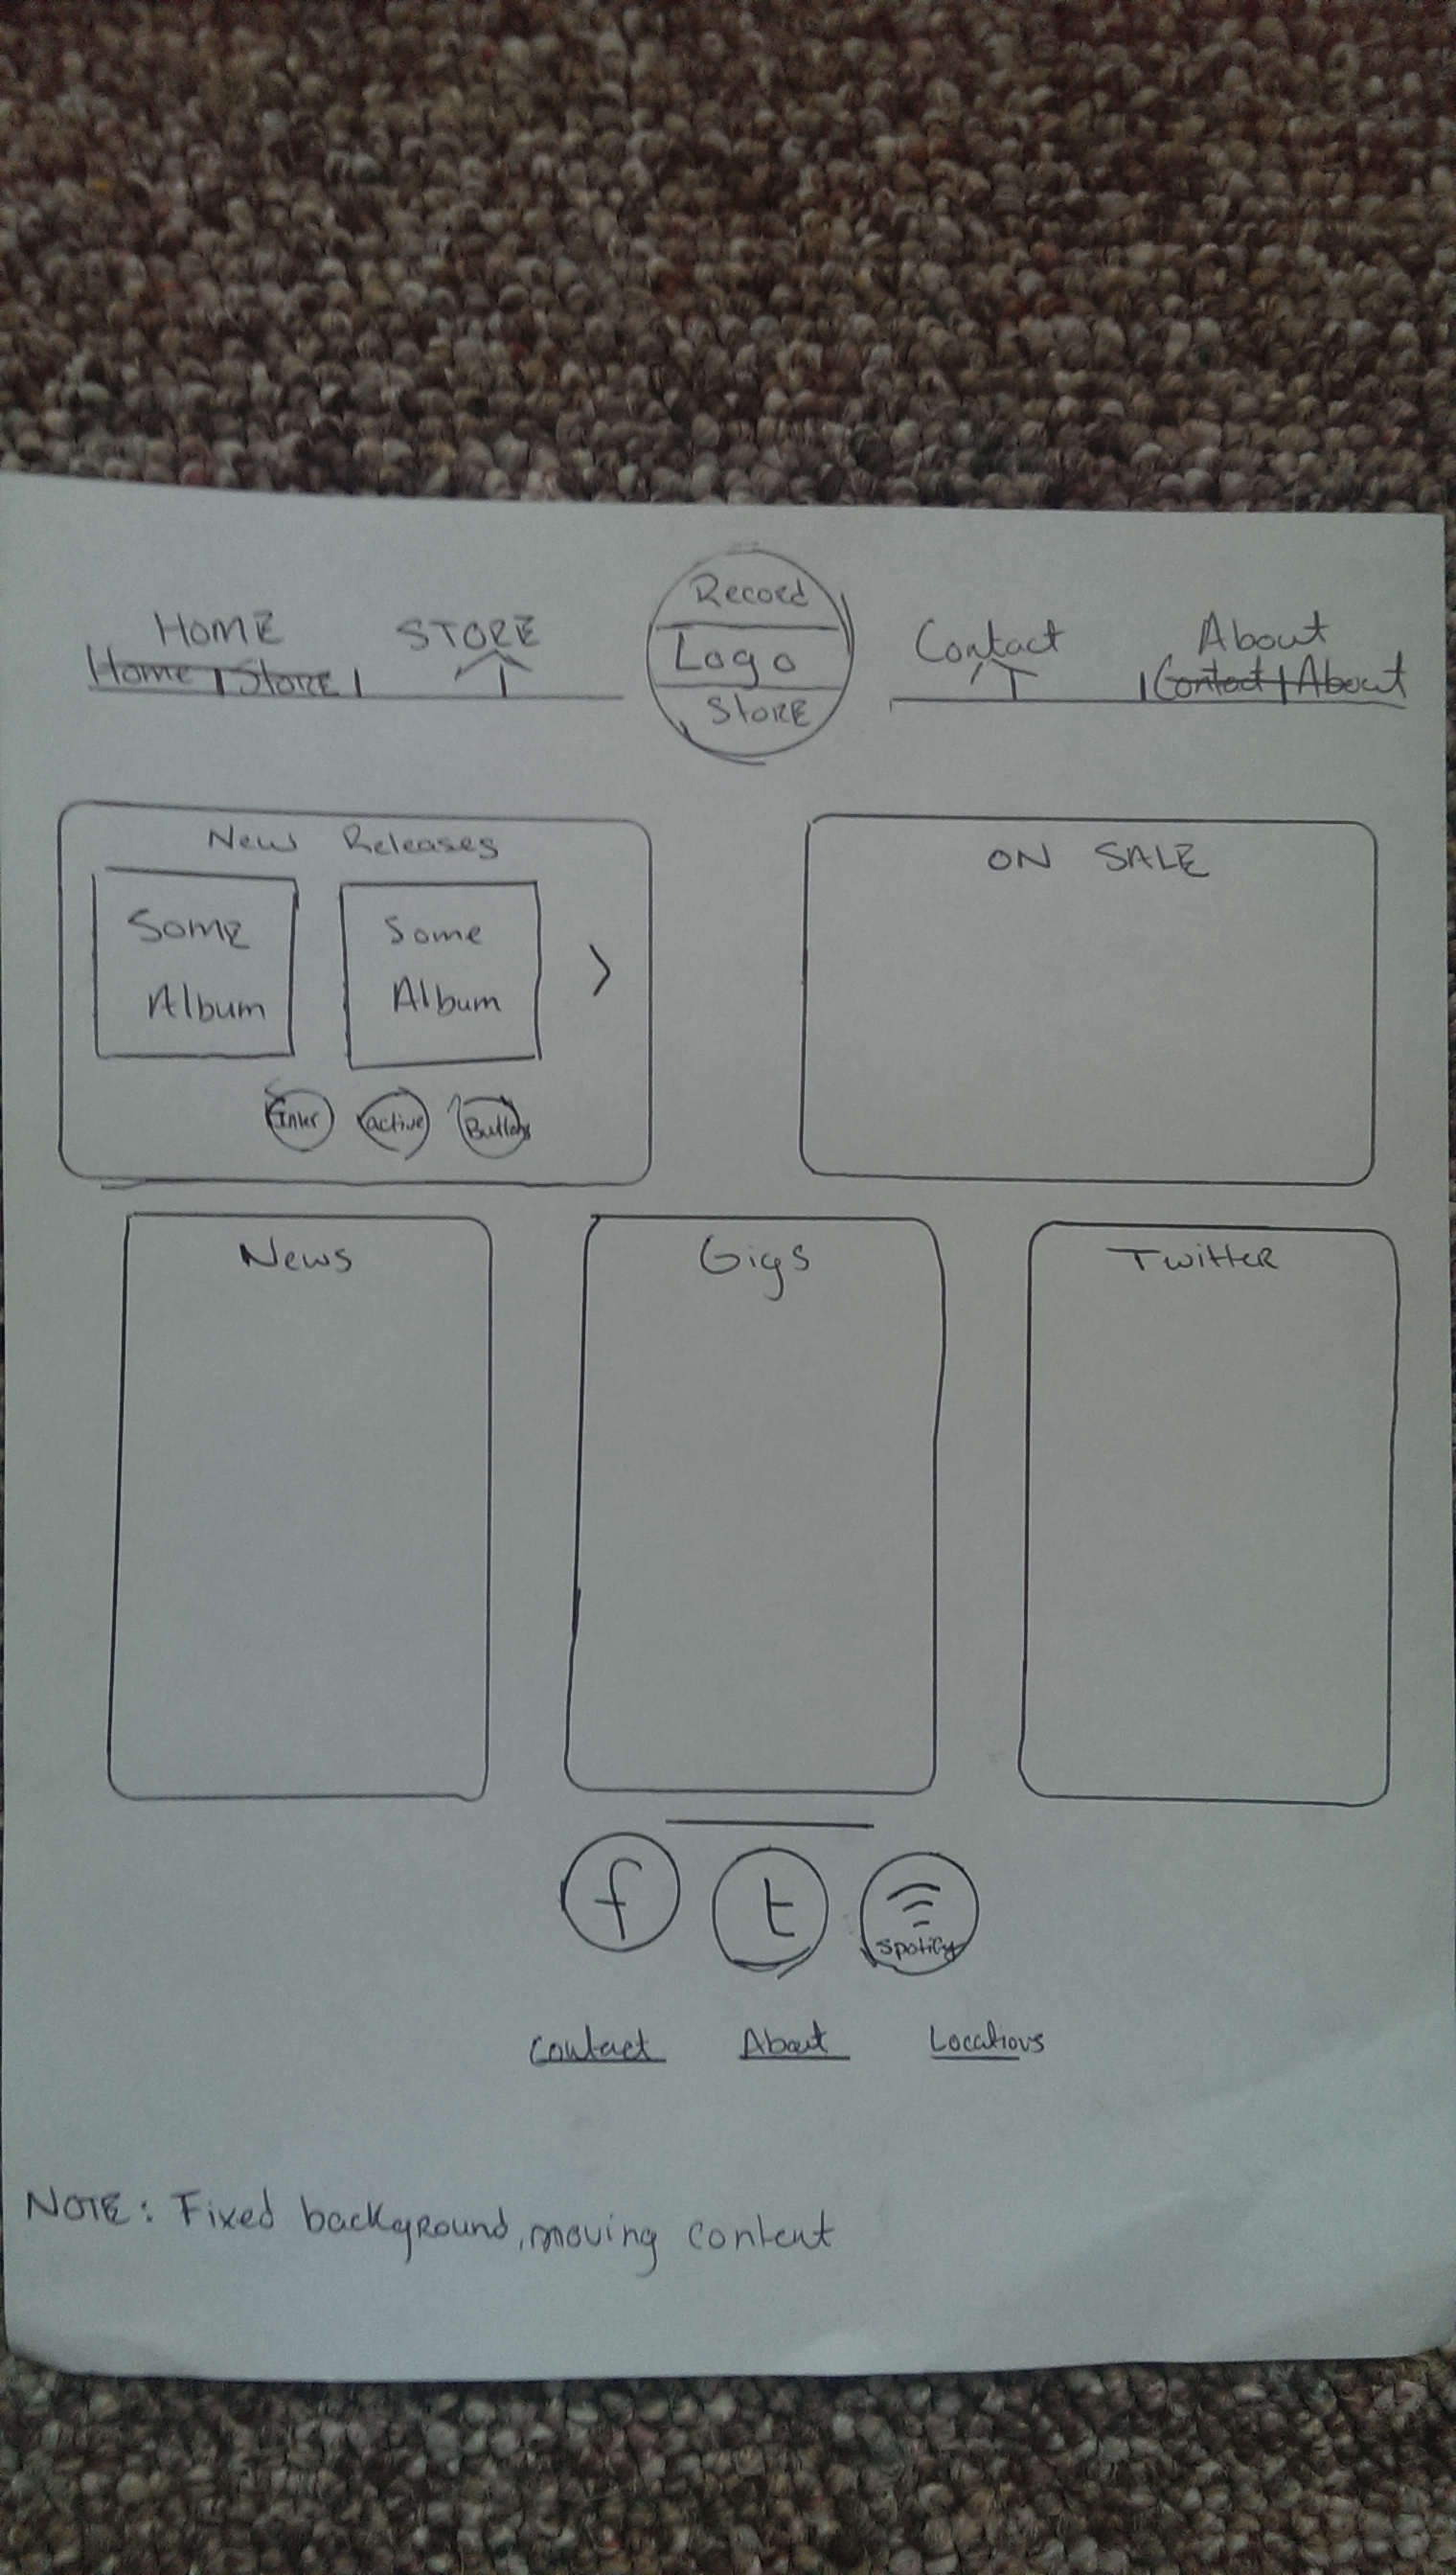 HOME STORE Record Contact About
Home | Store | Logo | Contact | About
STORE
New Releases ON SALE
Some Some
Album Album >
Inter active Buttons
News Gigs Twitter
f t spotify
Contact About Locations
NOTE: Fixed background, moving content